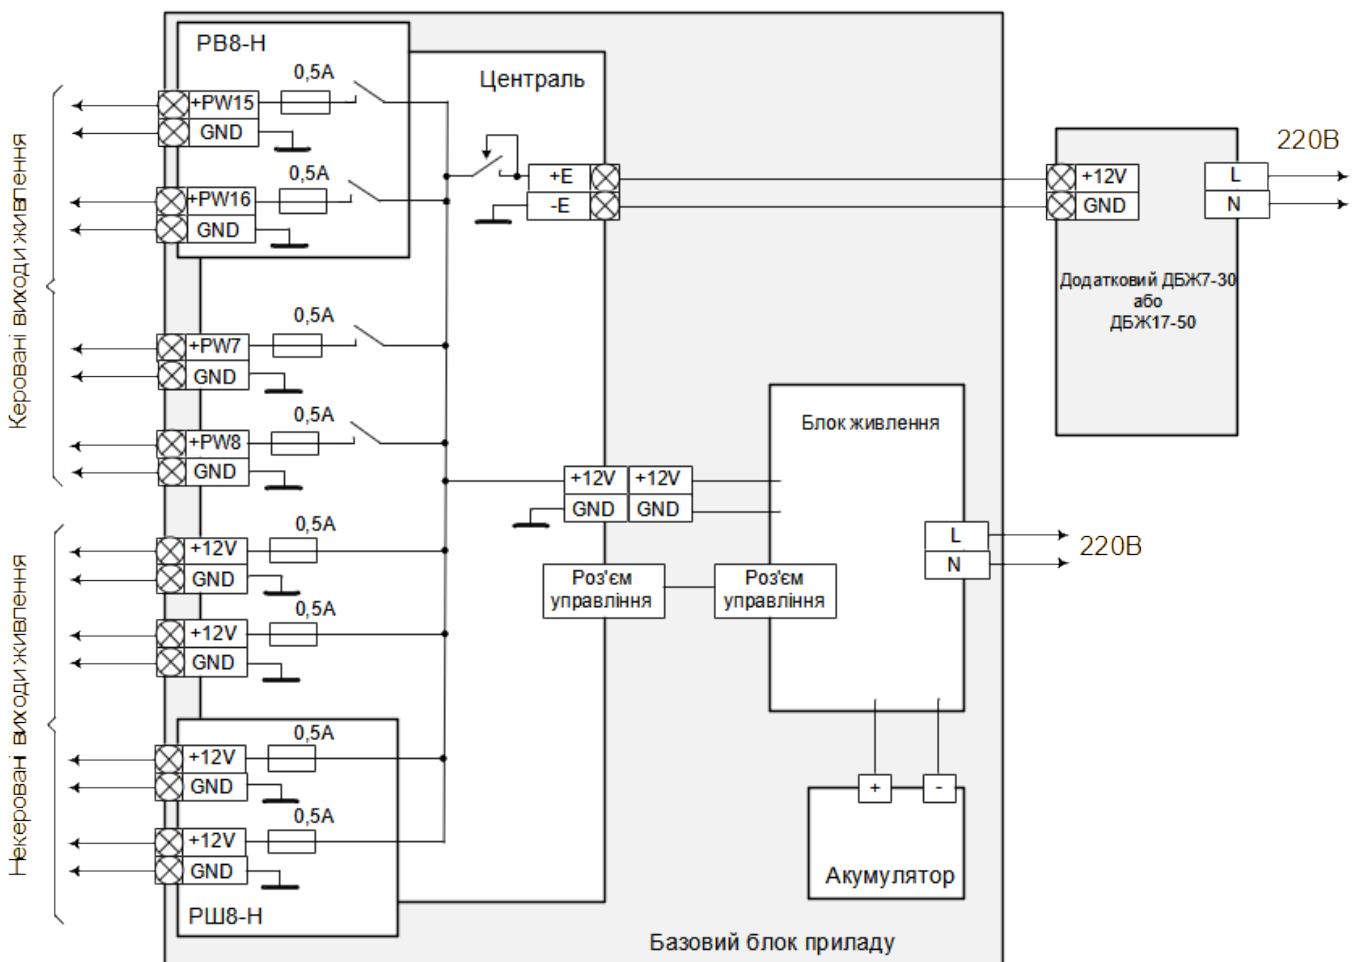 РВ8-Н
0,5А
+PW15
GND
0,5А
+PW16
GND
Централь
+E
-E
+12V
GND
220В
L
N
Додатковий ДБЖ7-30
або
ДБЖ17-50
Керовані виходи живлення
0,5А
+PW7
GND
0,5А
+PW8
GND
Блок живлення
+12V
+12V
GND
GND
L
N
220В
Роз'єм
управління
Роз'єм
управління
Некеровані виходи живлення
0,5А
+12V
GND
0,5А
+12V
GND
0,5А
+12V
GND
0,5А
+12V
GND
РШ8-Н
+
-
Акумулятор
Базовий блок приладу